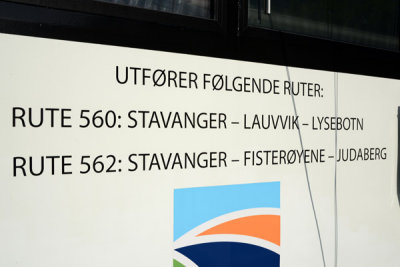 UTFØRER FØLGENDE RUTER:
RUTE 560: STAVANGER – LAUVVIK – LYSEBOTN
RUTE 562: STAVANGER – FISTERØYENE – JUDABERG